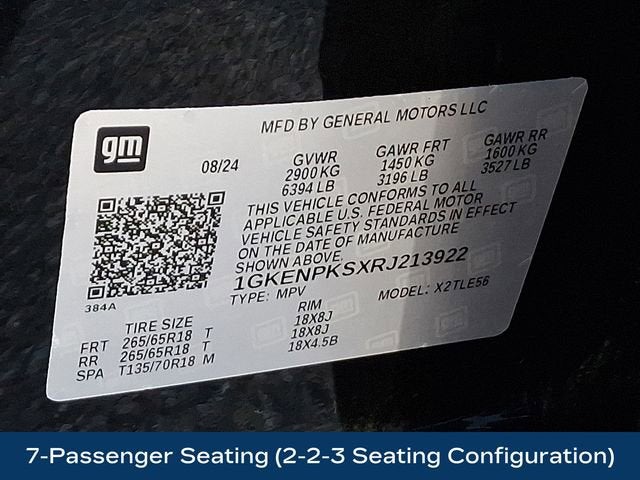 gm
MFD BY GENERAL MOTORS LLC
08/24
GVWR
2900 KG
6394 LB
GAWR FRT
1450 KG
3196 LB
GAWR RR
1600 KG
3527 LB
THIS VEHICLE CONFORMS TO ALL
APPLICABLE U.S. FEDERAL MOTOR
VEHICLE SAFETY STANDARDS IN EFFECT
ON THE DATE OF MANUFACTURE
SHOWN ABOVE.
1GKENPKSXRJ213922
TYPE: MPV MODEL: X2TLE56
384A
TIRE SIZE RIM
FRT 265/65R18 T 18X8J
RR 265/65R18 T 18X8J
SPA T135/70R18 M 18X4.5B
7-Passenger Seating (2-2-3 Seating Configuration)